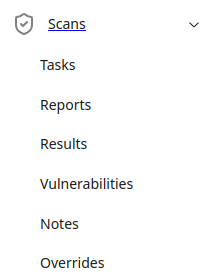 Scans
Tasks
Reports
Results
Vulnerabilities
Notes
Overrides